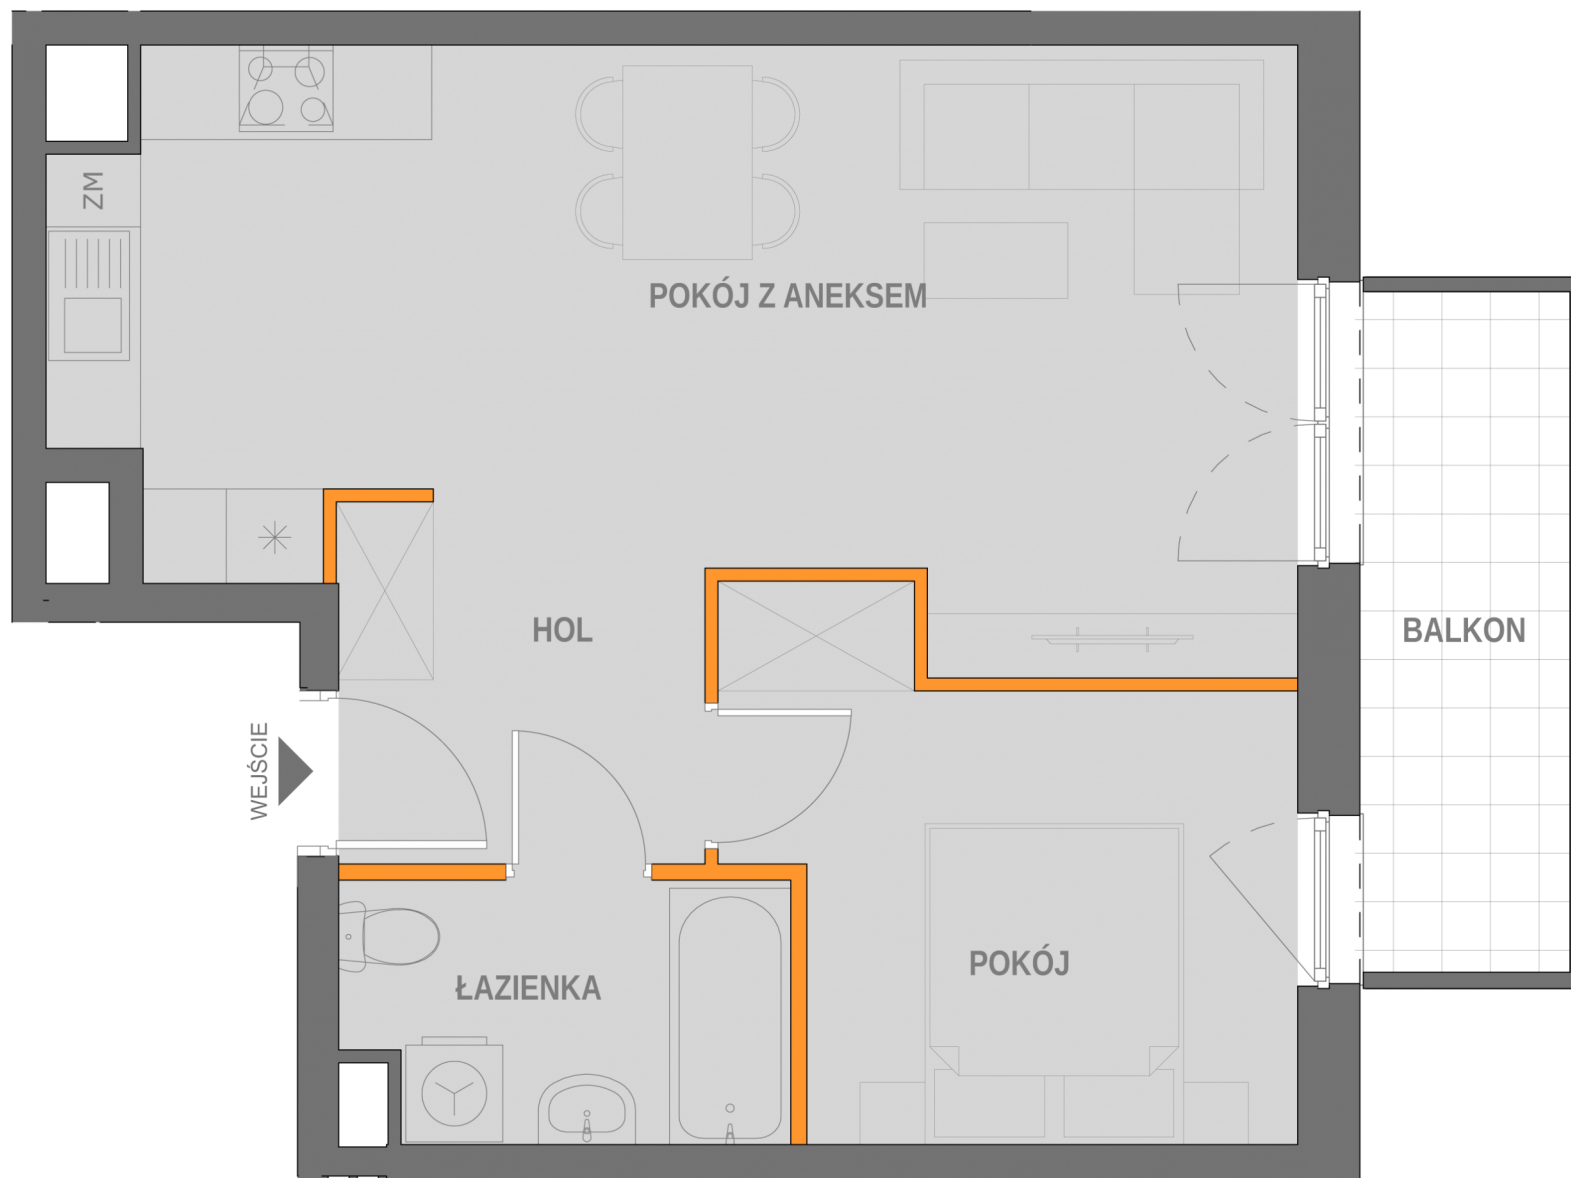 ZM
POKÓJ Z ANEKSEM
HOL
BALKON
WEJŚCIE
POKÓJ
ŁAZIENKA